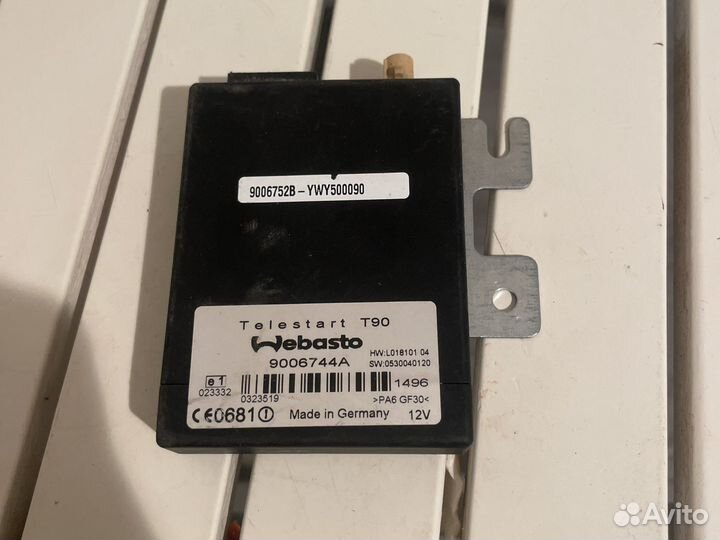 9006752B – YWY500090
Telestart T90
Webasto
9006744A
HW:L018101 04
SW:0530040120
e1
023332
0323519
1496
>PA6 GF30<
CE0681!
Made in Germany
12V
Avito